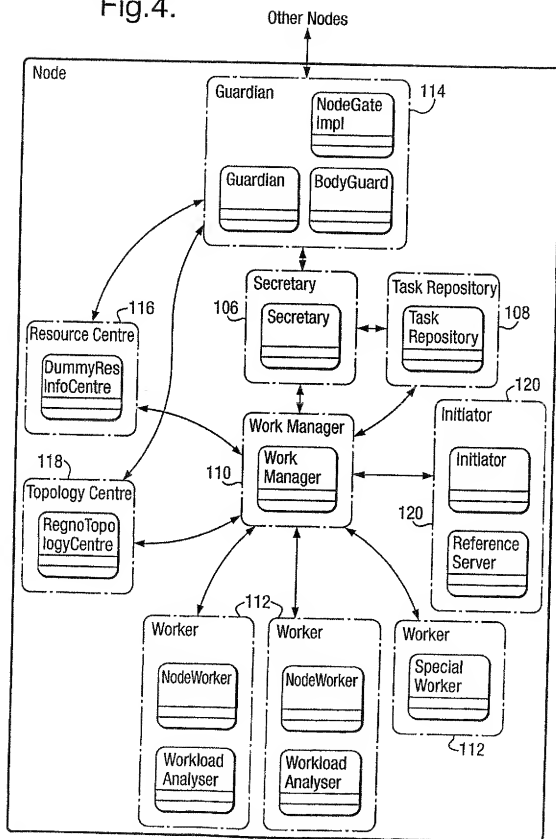 Fig.4.
Other Nodes
Node
Guardian
114
NodeGate
Impl
Guardian
BodyGuard
Secretary
106
Secretary
Task Repository
Task
Repository
108
116
Resource Centre
DummyRes
InfoCentre
Work Manager
110
Work
Manager
120
Initiator
Initiator
120
Reference
Server
118
Topology Centre
RegnoTopo
logyCentre
112
Worker
NodeWorker
Workload
Analyser
Worker
NodeWorker
Workload
Analyser
Worker
Special
Worker
112